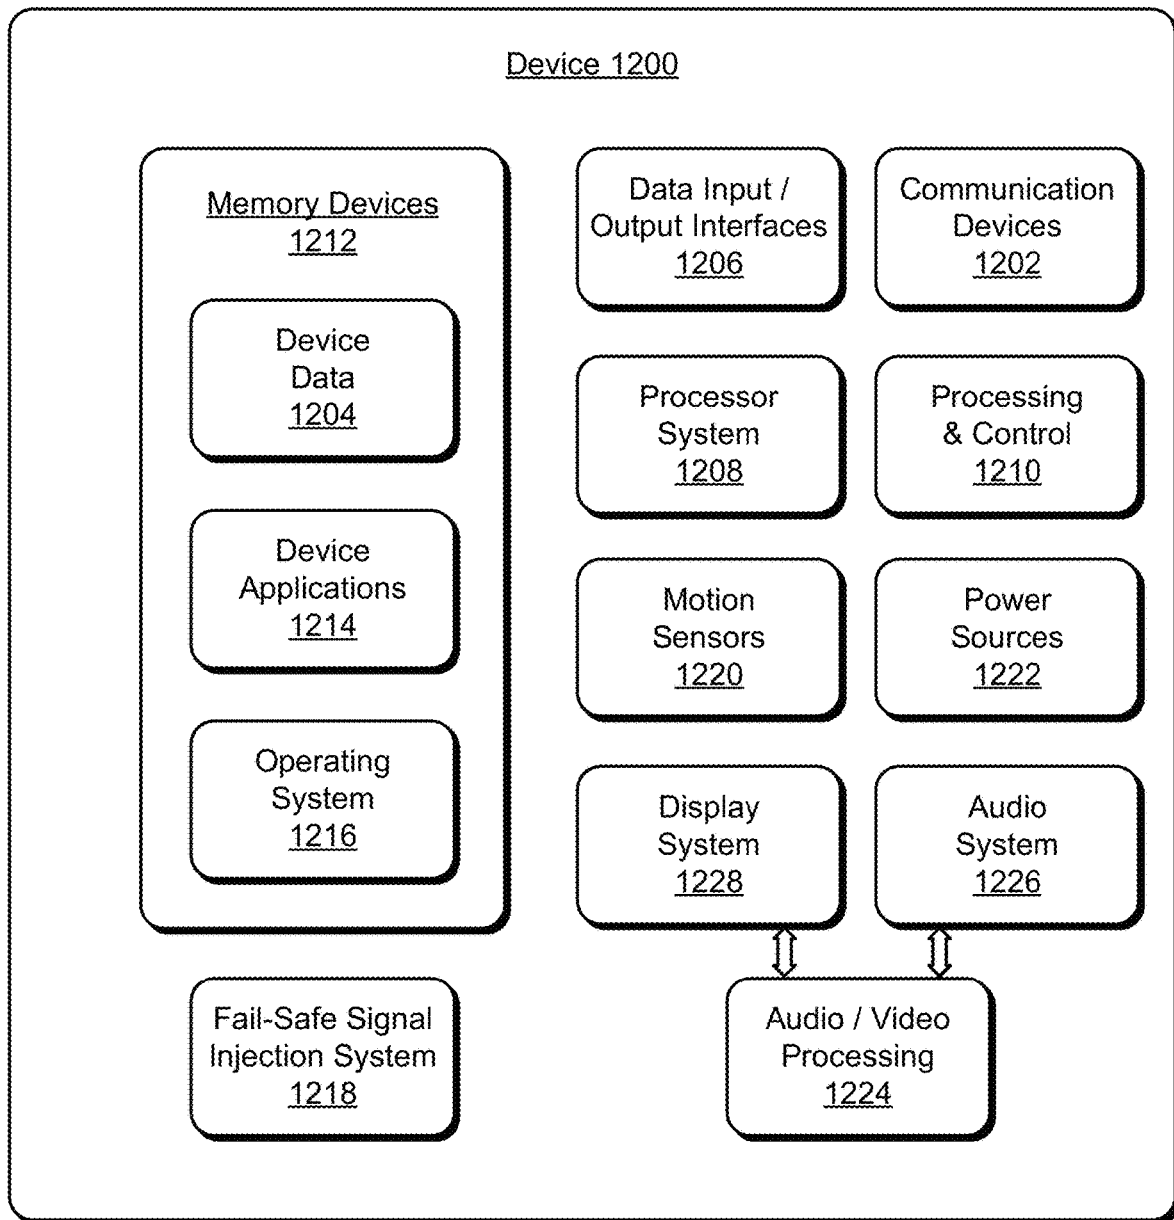 Device 1200
Memory Devices
1212
Device
Data
1204
Device
Applications
1214
Operating
System
1216
Fail-Safe Signal
Injection System
1218
Data Input /
Output Interfaces
1206
Communication
Devices
1202
Processor
System
1208
Processing
& Control
1210
Motion
Sensors
1220
Power
Sources
1222
Display
System
1228
Audio
System
1226
Audio / Video
Processing
1224